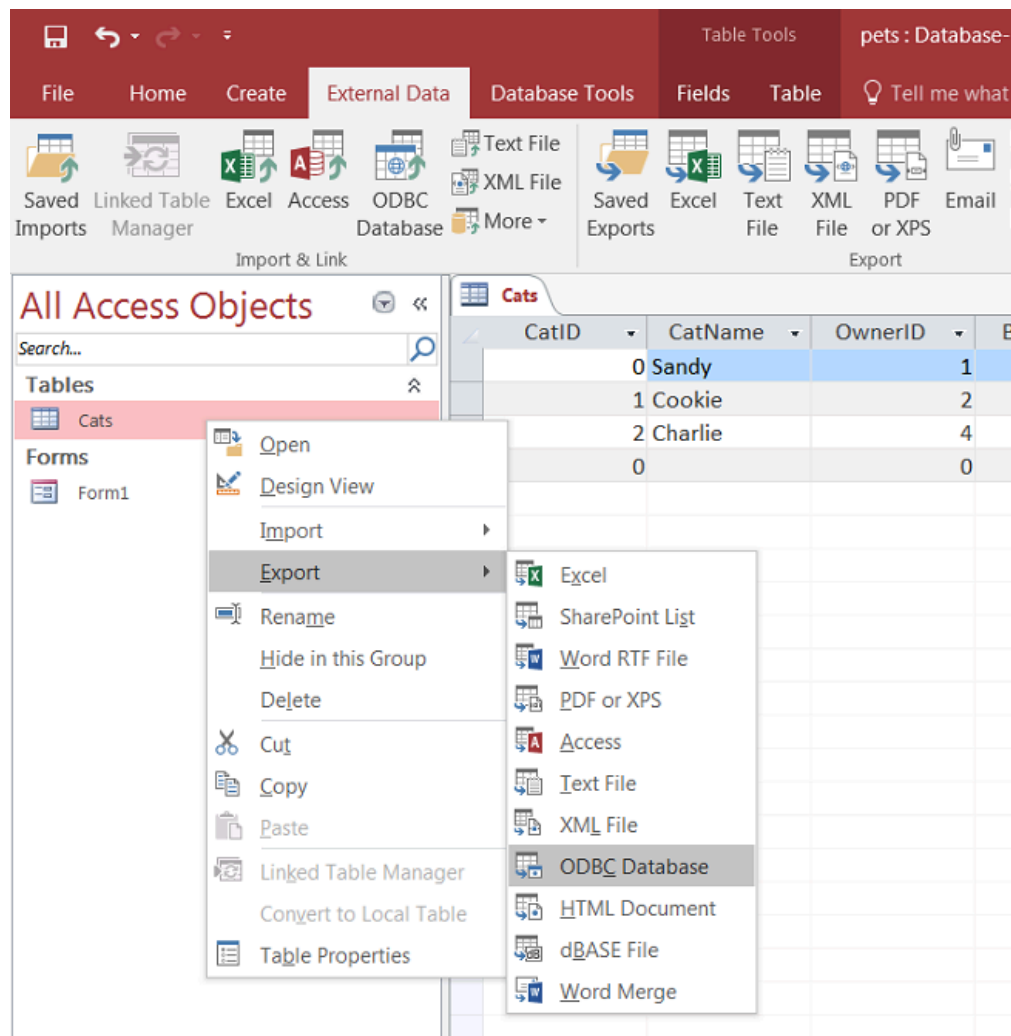 Table Tools pets : Database-
File Home Create External Data Database Tools Fields Table Tell me what
Saved Imports
Linked Table Manager
Excel
Access
ODBC Database
Text File
XML File
More
Saved Exports
Excel
Text File
XML File
PDF or XPS
Email
Import & Link
Export
All Access Objects
Search...
Tables
Cats
Forms
Form1
Cats
CatID CatName OwnerID
0 Sandy 1
1 Cookie 2
2 Charlie 4
0 0
Open
Design View
Import
Export
Rename
Hide in this Group
Delete
Cut
Copy
Paste
Linked Table Manager
Convert to Local Table
Table Properties
Excel
SharePoint List
Word RTF File
PDF or XPS
Access
Text File
XML File
ODBC Database
HTML Document
dBASE File
Word Merge